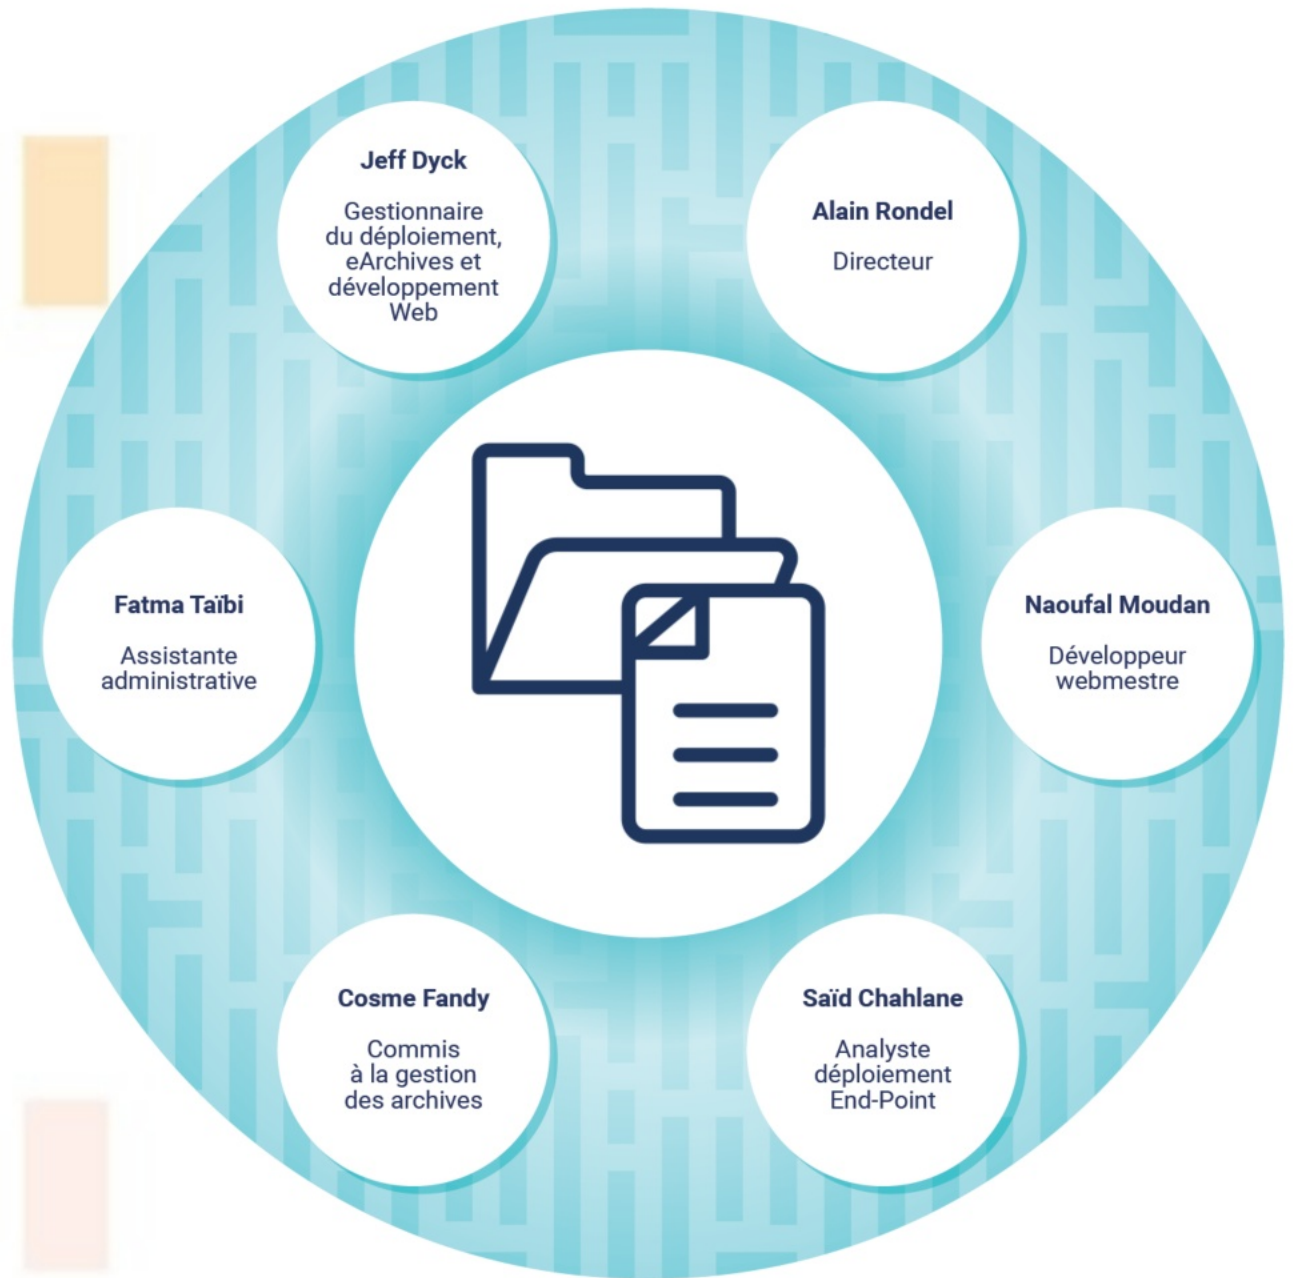 Jeff Dyck
Gestionnaire
du déploiement,
eArchives et
développement
Web
Alain Rondel
Directeur
Fatma Taïbi
Assistante
administrative
Naoufal Moudan
Développeur
webmestre
Cosme Fandy
Commis
à la gestion
des archives
Saïd Chahlane
Analyste
déploiement
End-Point